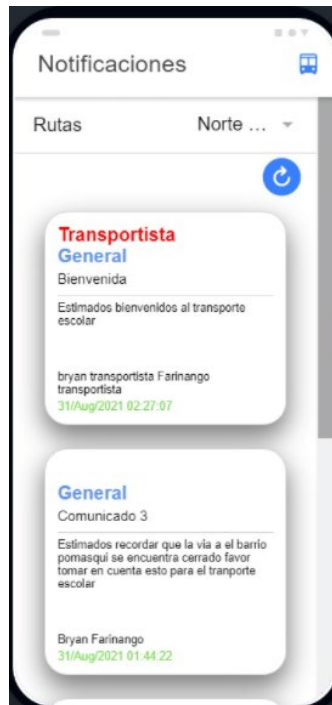 Notificaciones
Rutas Norte ...
Transportista
General
Bienvenida
Estimados bienvenidos al transporte
escolar
bryan transportista Farinango
transportista
31/Aug/2021 02:27:07
General
Comunicado 3
Estimados recordar que la via a el barrio
pomasqui se encuentra cerrado favor
tomar en cuenta esto para el tranporte
escolar
Bryan Farinango
31/Aug/2021 01:44:22